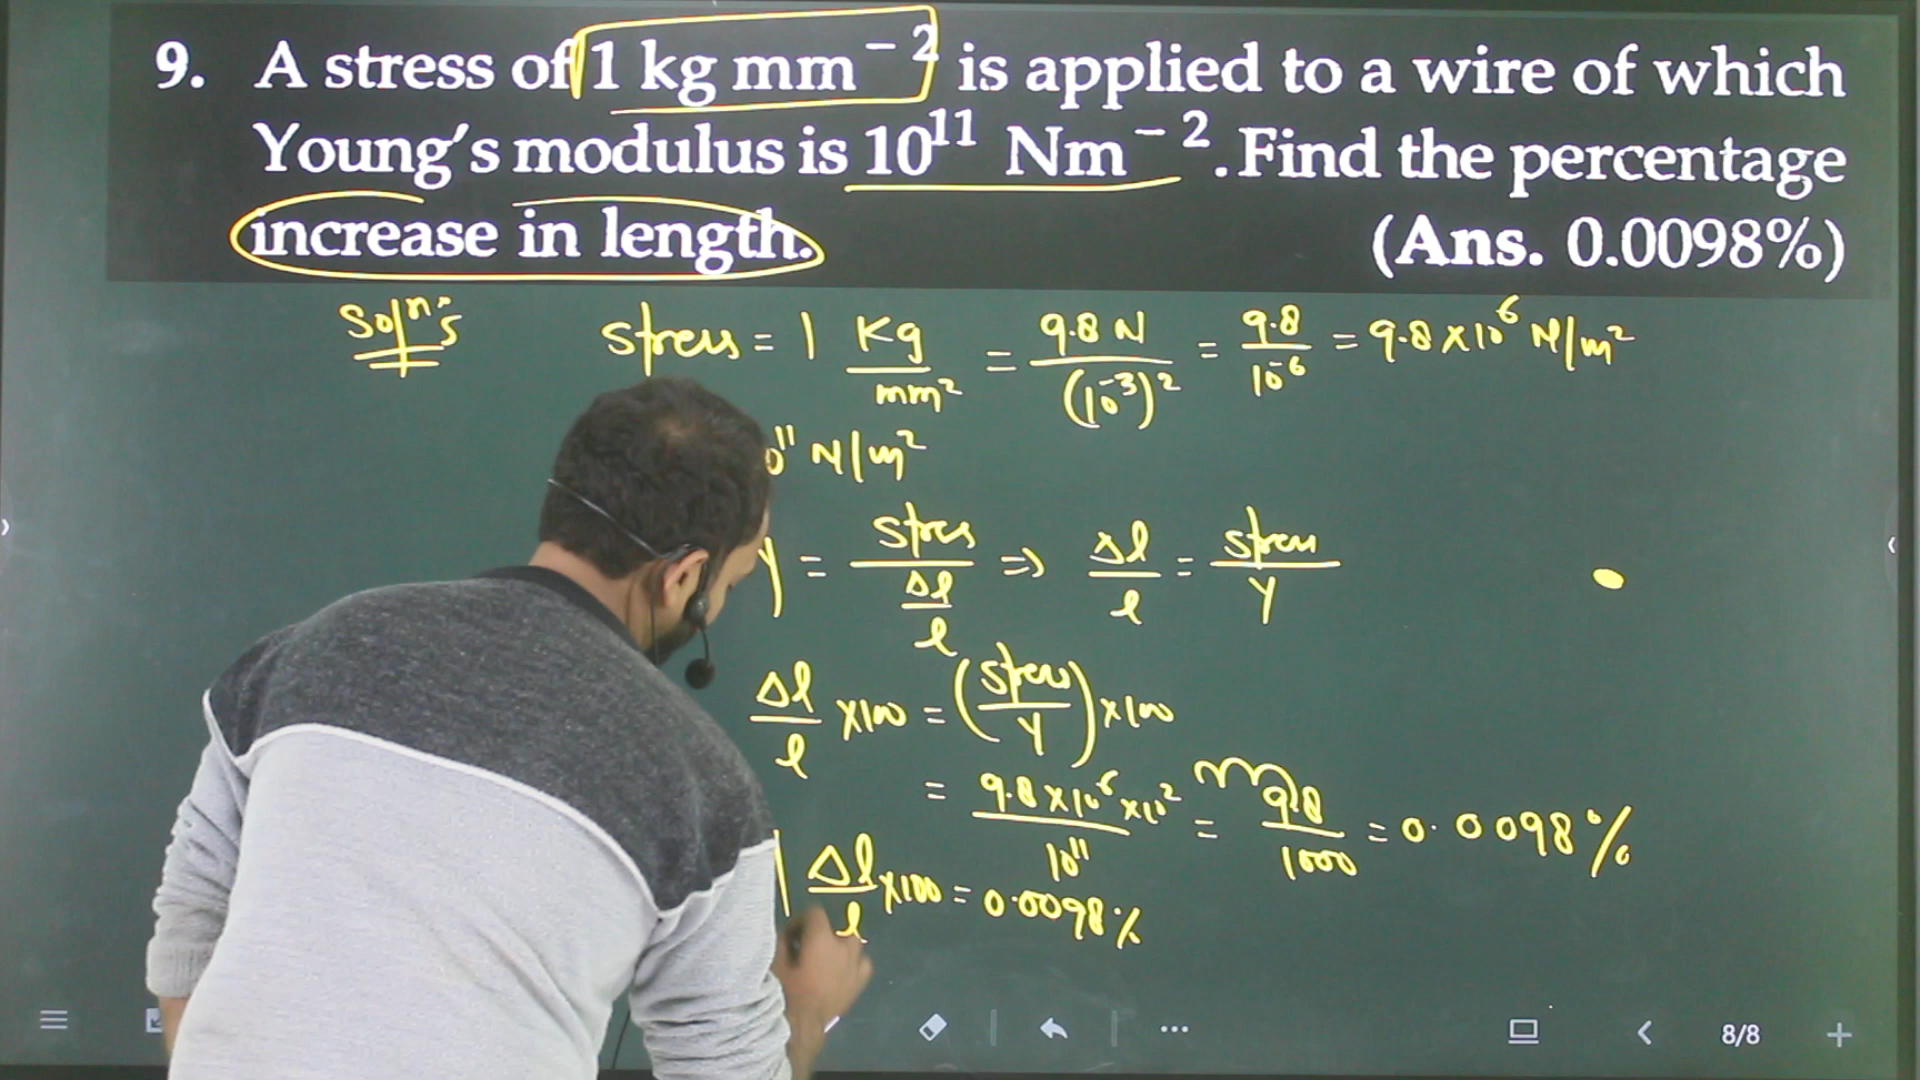 9. A stress of 1 kg mm⁻² is applied to a wire of which
Young's modulus is 10¹¹ Nm⁻². Find the percentage
increase in length. (Ans. 0.0098%)
Solⁿ:s stress = 1 Kg/mm² = 9.8 N/(10⁻³)² = 9.8/10⁻⁶ = 9.8×10⁶ N/m²
0¹¹ N/m²
Y = stress/(Δl/l) ⇒ Δl/l = stress/Y
Δl/l ×100 = (stress/Y)×100
= 9.8×10⁶×10²/10¹¹ = 9.8/1000 = 0.0098%
Δl/l ×100 = 0.0098%
8/8